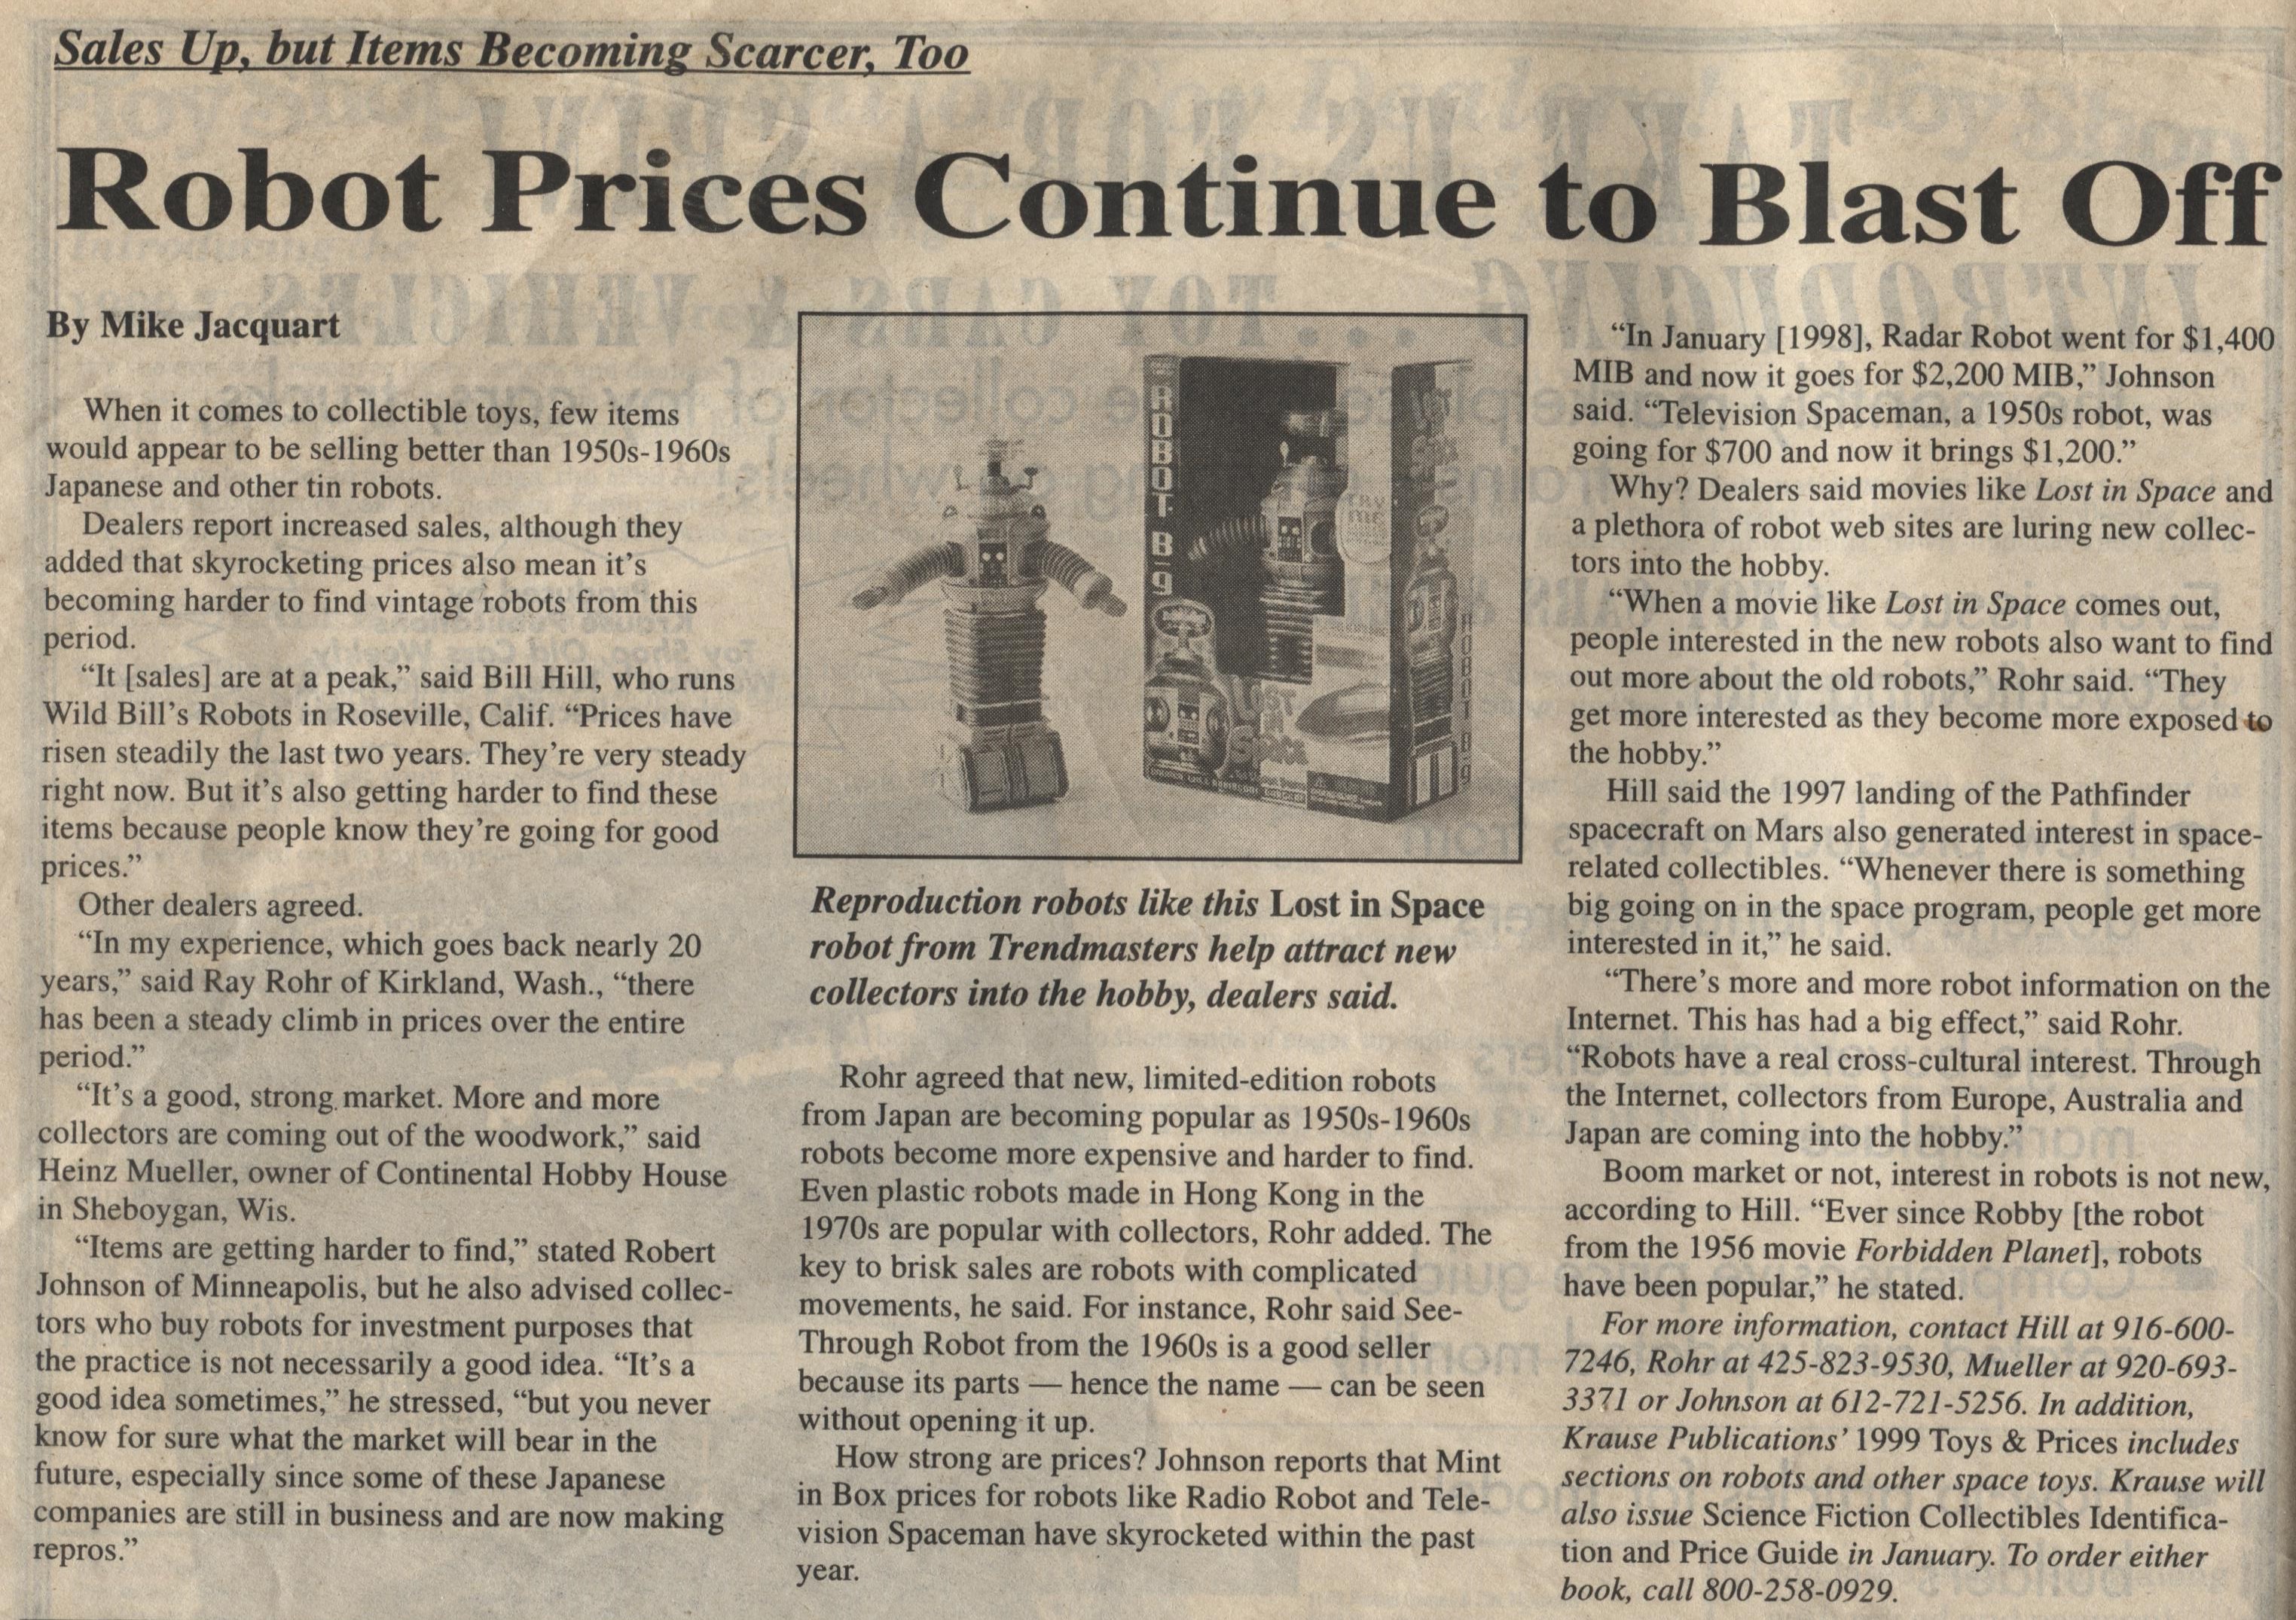 Sales Up, but Items Becoming Scarcer, Too
Robot Prices Continue to Blast Off
By Mike Jacquart
When it comes to collectible toys, few items
would appear to be selling better than 1950s-1960s
Japanese and other tin robots.
Dealers report increased sales, although they
added that skyrocketing prices also mean it's
becoming harder to find vintage robots from this
period.
“It [sales] are at a peak,” said Bill Hill, who runs
Wild Bill's Robots in Roseville, Calif. “Prices have
risen steadily the last two years. They're very steady
right now. But it's also getting harder to find these
items because people know they're going for good
prices.”
Other dealers agreed.
“In my experience, which goes back nearly 20
years,” said Ray Rohr of Kirkland, Wash., “there
has been a steady climb in prices over the entire
period.”
“It's a good, strong market. More and more
collectors are coming out of the woodwork,” said
Heinz Mueller, owner of Continental Hobby House
in Sheboygan, Wis.
“Items are getting harder to find,” stated Robert
Johnson of Minneapolis, but he also advised collec-
tors who buy robots for investment purposes that
the practice is not necessarily a good idea. “It's a
good idea sometimes,” he stressed, “but you never
know for sure what the market will bear in the
future, especially since some of these Japanese
companies are still in business and are now making
repros.”
ROBOT B-9
TRY
ME
LOST
IN
SPACE
ROBOT B-9
Reproduction robots like this Lost in Space
robot from Trendmasters help attract new
collectors into the hobby, dealers said.
Rohr agreed that new, limited-edition robots
from Japan are becoming popular as 1950s-1960s
robots become more expensive and harder to find.
Even plastic robots made in Hong Kong in the
1970s are popular with collectors, Rohr added. The
key to brisk sales are robots with complicated
movements, he said. For instance, Rohr said See-
Through Robot from the 1960s is a good seller
because its parts — hence the name — can be seen
without opening it up.
How strong are prices? Johnson reports that Mint
in Box prices for robots like Radio Robot and Tele-
vision Spaceman have skyrocketed within the past
year.
“In January [1998], Radar Robot went for $1,400
MIB and now it goes for $2,200 MIB,” Johnson
said. “Television Spaceman, a 1950s robot, was
going for $700 and now it brings $1,200.”
Why? Dealers said movies like Lost in Space and
a plethora of robot web sites are luring new collec-
tors into the hobby.
“When a movie like Lost in Space comes out,
people interested in the new robots also want to find
out more about the old robots,” Rohr said. “They
get more interested as they become more exposed to
the hobby.”
Hill said the 1997 landing of the Pathfinder
spacecraft on Mars also generated interest in space-
related collectibles. “Whenever there is something
big going on in the space program, people get more
interested in it,” he said.
“There's more and more robot information on the
Internet. This has had a big effect,” said Rohr.
“Robots have a real cross-cultural interest. Through
the Internet, collectors from Europe, Australia and
Japan are coming into the hobby.”
Boom market or not, interest in robots is not new,
according to Hill. “Ever since Robby [the robot
from the 1956 movie Forbidden Planet], robots
have been popular,” he stated.
For more information, contact Hill at 916-600-
7246, Rohr at 425-823-9530, Mueller at 920-693-
3371 or Johnson at 612-721-5256. In addition,
Krause Publications' 1999 Toys & Prices includes
sections on robots and other space toys. Krause will
also issue Science Fiction Collectibles Identifica-
tion and Price Guide in January. To order either
book, call 800-258-0929.